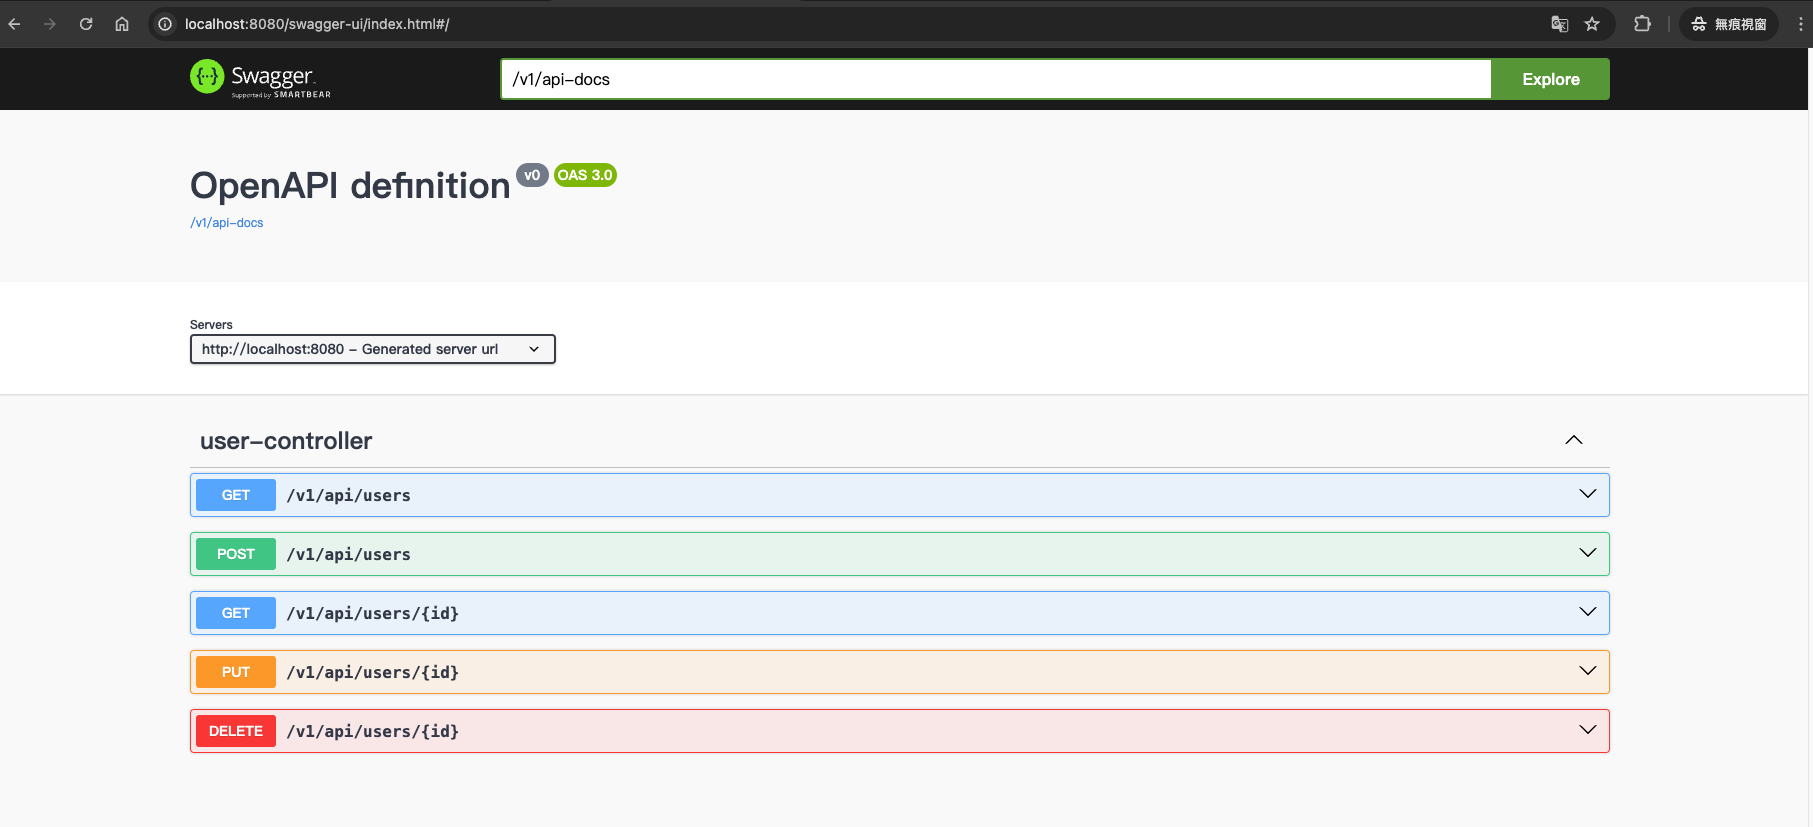 localhost:8080/swagger-ui/index.html#/
無痕視窗
{...} Swagger.
Supported by SMARTBEAR
/v1/api-docs
Explore
OpenAPI definition v0 OAS 3.0
/v1/api-docs
Servers
http://localhost:8080 - Generated server url
user-controller
GET /v1/api/users
POST /v1/api/users
GET /v1/api/users/{id}
PUT /v1/api/users/{id}
DELETE /v1/api/users/{id}